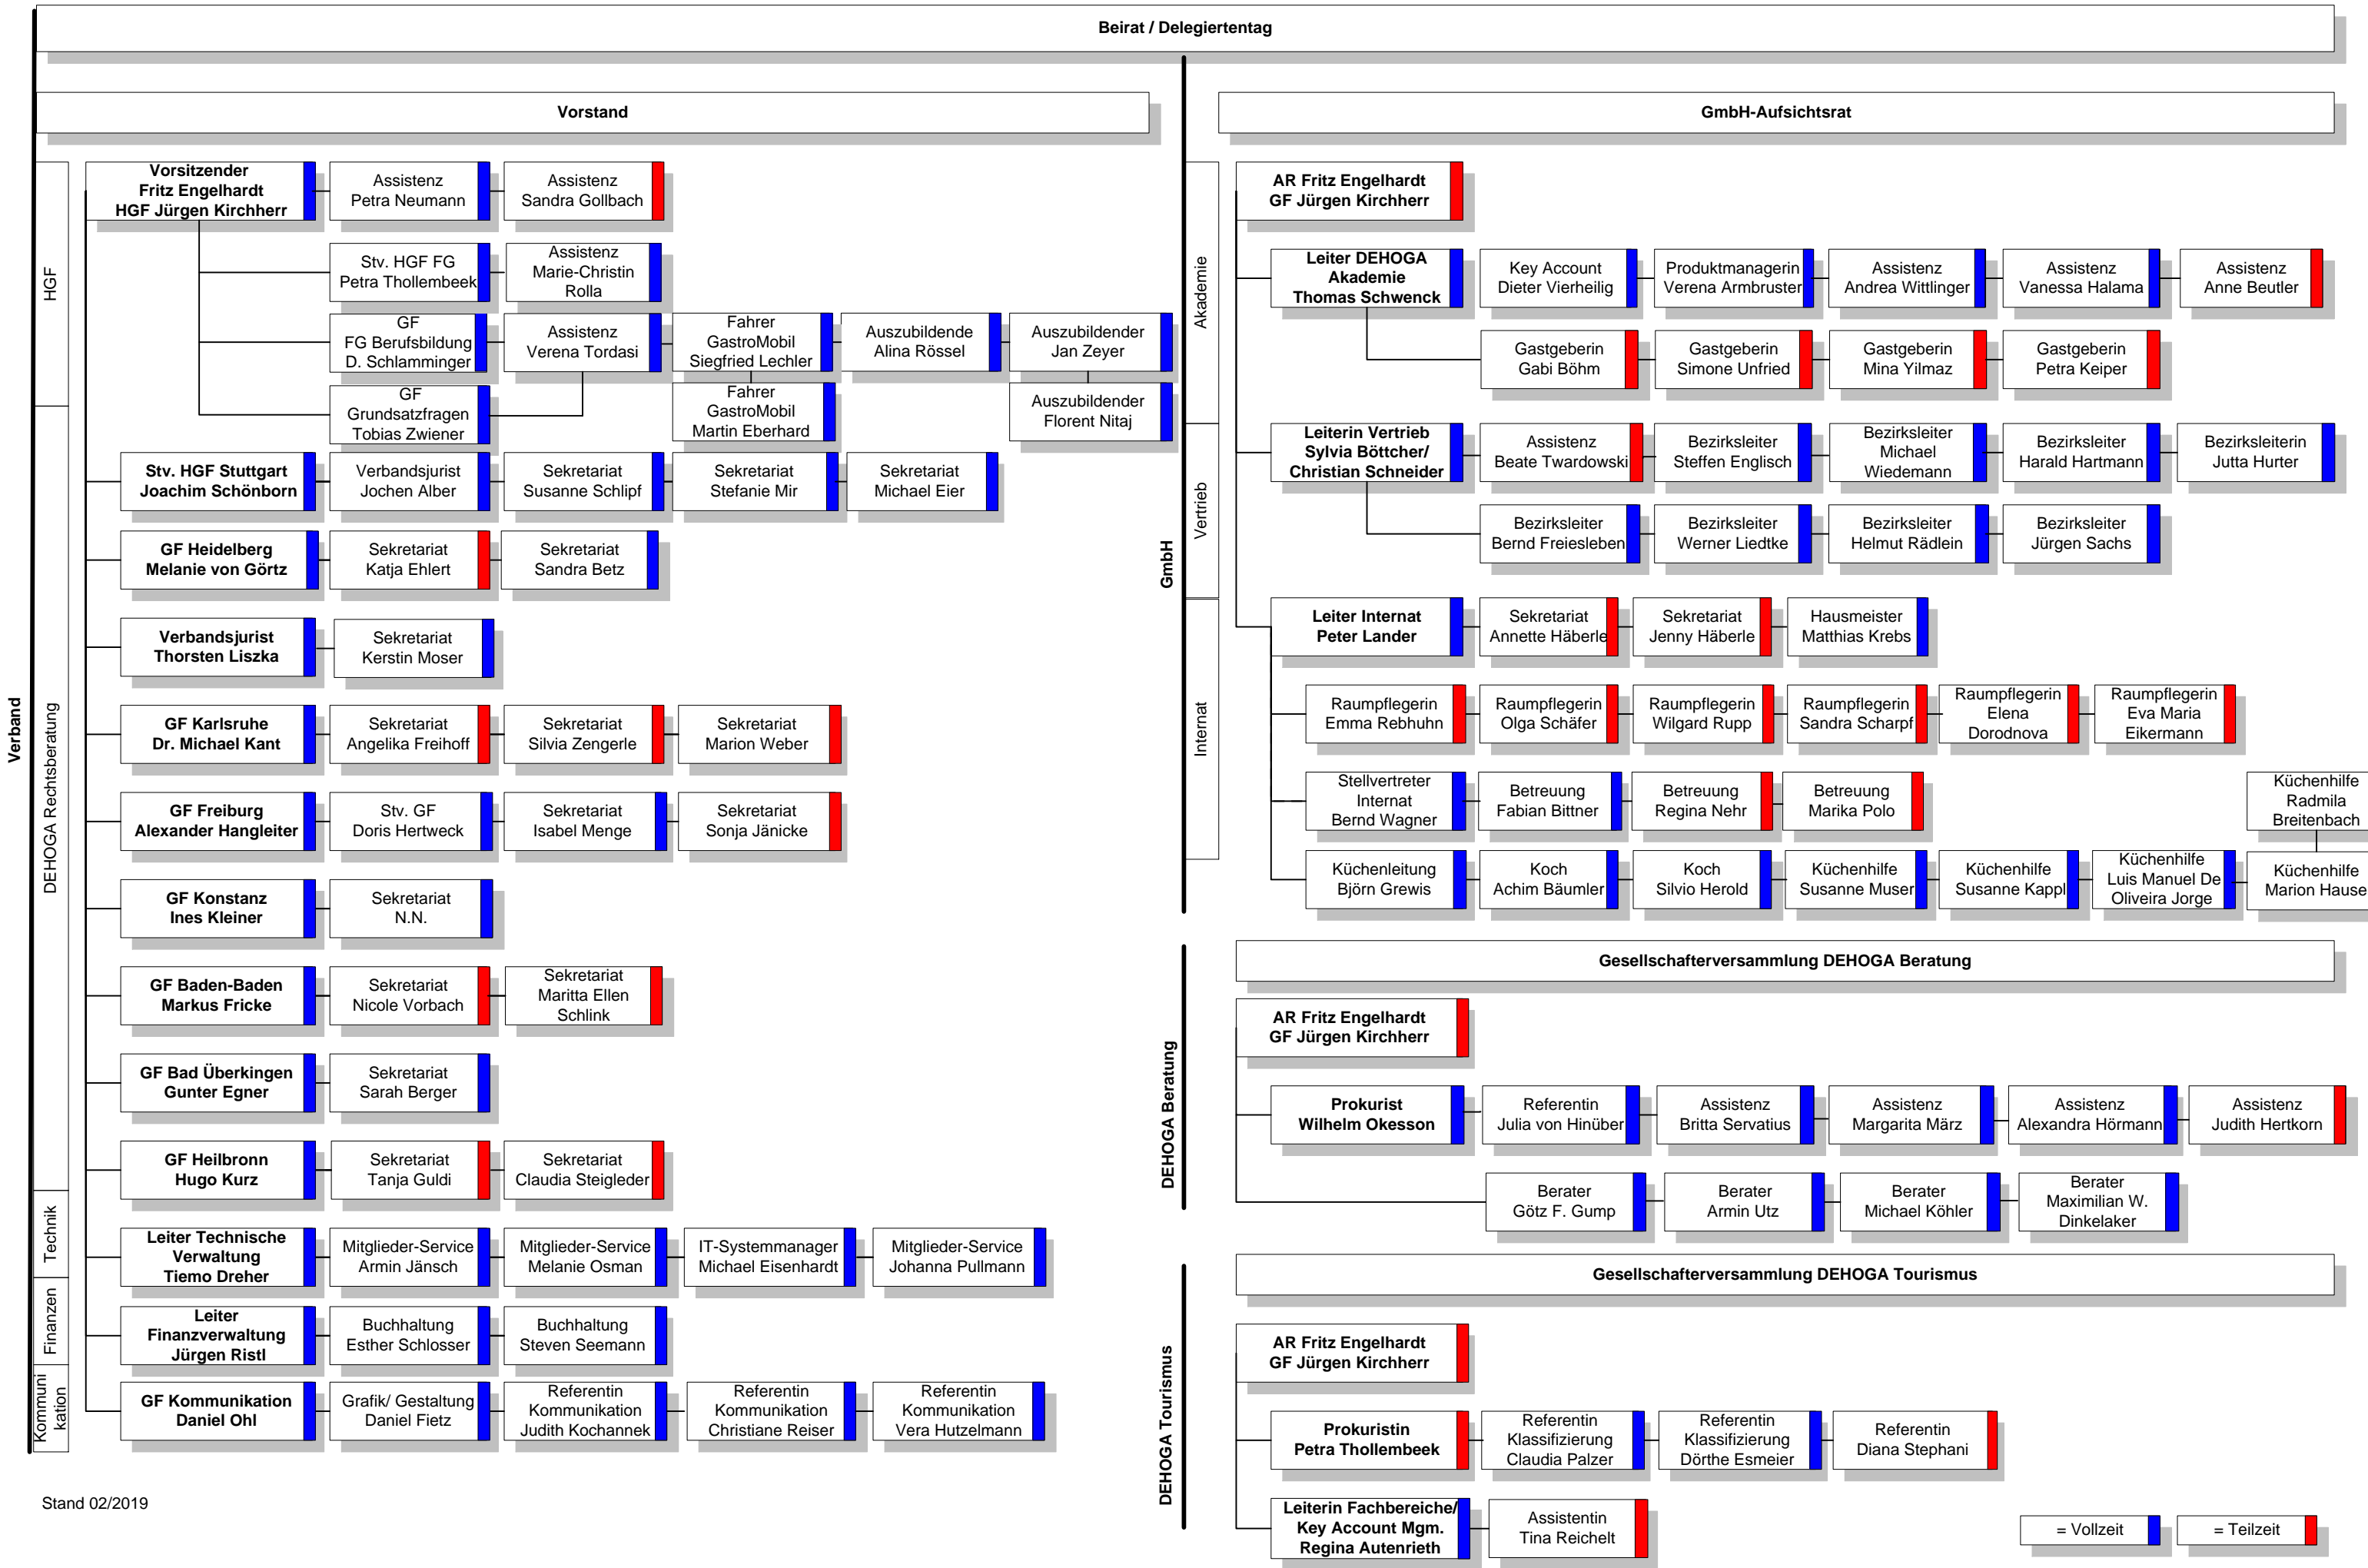 Beirat / Delegiertentag
Vorstand
GmbH-Aufsichtsrat
Verband
HGF
Vorsitzender
Fritz Engelhardt
HGF Jürgen Kirchherr
Assistenz
Petra Neumann
Assistenz
Sandra Gollbach
Stv. HGF FG
Petra Thollembeek
Assistenz
Marie-Christin
Rolla
GF
FG Berufsbildung
D. Schlamminger
Assistenz
Verena Tordasi
Fahrer
GastroMobil
Siegfried Lechler
Auszubildende
Alina Rössel
Auszubildender
Jan Zeyer
GF
Grundsatzfragen
Tobias Zwiener
Fahrer
GastroMobil
Martin Eberhard
Auszubildender
Florent Nitaj
DEHOGA Rechtsberatung
Stv. HGF Stuttgart
Joachim Schönborn
Verbandsjurist
Jochen Alber
Sekretariat
Susanne Schlipf
Sekretariat
Stefanie Mir
Sekretariat
Michael Eier
GF Heidelberg
Melanie von Görtz
Sekretariat
Katja Ehlert
Sekretariat
Sandra Betz
Verbandsjurist
Thorsten Liszka
Sekretariat
Kerstin Moser
GF Karlsruhe
Dr. Michael Kant
Sekretariat
Angelika Freihoff
Sekretariat
Silvia Zengerle
Sekretariat
Marion Weber
GF Freiburg
Alexander Hangleiter
Stv. GF
Doris Hertweck
Sekretariat
Isabel Menge
Sekretariat
Sonja Jänicke
GF Konstanz
Ines Kleiner
Sekretariat
N.N.
GF Baden-Baden
Markus Fricke
Sekretariat
Nicole Vorbach
Sekretariat
Maritta Ellen
Schlink
GF Bad Überkingen
Gunter Egner
Sekretariat
Sarah Berger
GF Heilbronn
Hugo Kurz
Sekretariat
Tanja Guldi
Sekretariat
Claudia Steigleder
Technik
Leiter Technische
Verwaltung
Tiemo Dreher
Mitglieder-Service
Armin Jänsch
Mitglieder-Service
Melanie Osman
IT-Systemmanager
Michael Eisenhardt
Mitglieder-Service
Johanna Pullmann
Finanzen
Leiter
Finanzverwaltung
Jürgen Ristl
Buchhaltung
Esther Schlosser
Buchhaltung
Steven Seemann
Kommuni
kation
GF Kommunikation
Daniel Ohl
Grafik/ Gestaltung
Daniel Fietz
Referentin
Kommunikation
Judith Kochannek
Referentin
Kommunikation
Christiane Reiser
Referentin
Kommunikation
Vera Hutzelmann
Stand 02/2019
GmbH
Akademie
AR Fritz Engelhardt
GF Jürgen Kirchherr
Leiter DEHOGA
Akademie
Thomas Schwenck
Key Account
Dieter Vierheilig
Produktmanagerin
Verena Armbruster
Assistenz
Andrea Wittlinger
Assistenz
Vanessa Halama
Assistenz
Anne Beutler
Gastgeberin
Gabi Böhm
Gastgeberin
Simone Unfried
Gastgeberin
Mina Yilmaz
Gastgeberin
Petra Keiper
Vertrieb
Leiterin Vertrieb
Sylvia Böttcher/
Christian Schneider
Assistenz
Beate Twardowski
Bezirksleiter
Steffen Englisch
Bezirksleiter
Michael
Wiedemann
Bezirksleiter
Harald Hartmann
Bezirksleiterin
Jutta Hurter
Bezirksleiter
Bernd Freiesleben
Bezirksleiter
Werner Liedtke
Bezirksleiter
Helmut Rädlein
Bezirksleiter
Jürgen Sachs
Internat
Leiter Internat
Peter Lander
Sekretariat
Annette Häberle
Sekretariat
Jenny Häberle
Hausmeister
Matthias Krebs
Raumpflegerin
Emma Rebhuhn
Raumpflegerin
Olga Schäfer
Raumpflegerin
Wilgard Rupp
Raumpflegerin
Sandra Scharpf
Raumpflegerin
Elena
Dorodnova
Raumpflegerin
Eva Maria
Eikermann
Stellvertreter
Internat
Bernd Wagner
Betreuung
Fabian Bittner
Betreuung
Regina Nehr
Betreuung
Marika Polo
Küchenhilfe
Radmila
Breitenbach
Küchenleitung
Björn Grewis
Koch
Achim Bäumler
Koch
Silvio Herold
Küchenhilfe
Susanne Muser
Küchenhilfe
Susanne Kappl
Küchenhilfe
Luis Manuel De
Oliveira Jorge
Küchenhilfe
Marion Hause
DEHOGA Beratung
Gesellschafterversammlung DEHOGA Beratung
AR Fritz Engelhardt
GF Jürgen Kirchherr
Prokurist
Wilhelm Okesson
Referentin
Julia von Hinüber
Assistenz
Britta Servatius
Assistenz
Margarita März
Assistenz
Alexandra Hörmann
Assistenz
Judith Hertkorn
Berater
Götz F. Gump
Berater
Armin Utz
Berater
Michael Köhler
Berater
Maximilian W.
Dinkelaker
DEHOGA Tourismus
Gesellschafterversammlung DEHOGA Tourismus
AR Fritz Engelhardt
GF Jürgen Kirchherr
Prokuristin
Petra Thollembeek
Referentin
Klassifizierung
Claudia Palzer
Referentin
Klassifizierung
Dörthe Esmeier
Referentin
Diana Stephani
Leiterin Fachbereiche/
Key Account Mgm.
Regina Autenrieth
Assistentin
Tina Reichelt
= Vollzeit
= Teilzeit